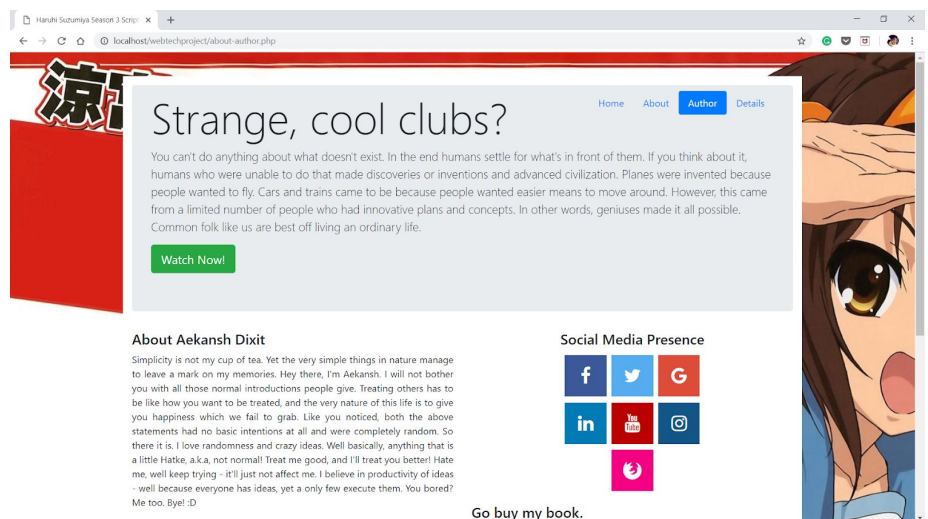 Haruhi Suzumiya Season 3 Scrip
localhost/webtechproject/about-author.php
涼
Home About Author Details
Strange, cool clubs?
You can't do anything about what doesn't exist. In the end humans settle for what's in front of them. If you think about it,
humans who were unable to do that made discoveries or inventions and advanced civilization. Planes were invented because
people wanted to fly. Cars and trains came to be because people wanted easier means to move around. However, this came
from a limited number of people who had innovative plans and concepts. In other words, geniuses made it all possible.
Common folk like us are best off living an ordinary life.
Watch Now!
About Aekansh Dixit
Simplicity is not my cup of tea. Yet the very simple things in nature manage
to leave a mark on my memories. Hey there, I'm Aekansh. I will not bother
you with all those normal introductions people give. Treating others has to
be like how you want to be treated, and the very nature of this life is to give
you happiness which we fail to grab. Like you noticed, both the above
statements had no basic intentions at all and were completely random. So
there it is. I love randomness and crazy ideas. Well basically, anything that is
a little Hatke, a.k.a, not normal! Treat me good, and I'll treat you better! Hate
me, well keep trying - it'll just not affect me. I believe in productivity of ideas
- well because everyone has ideas, yet a only few execute them. You bored?
Me too. Bye! :D
Social Media Presence
f G
in You Tube
Go buy my book.